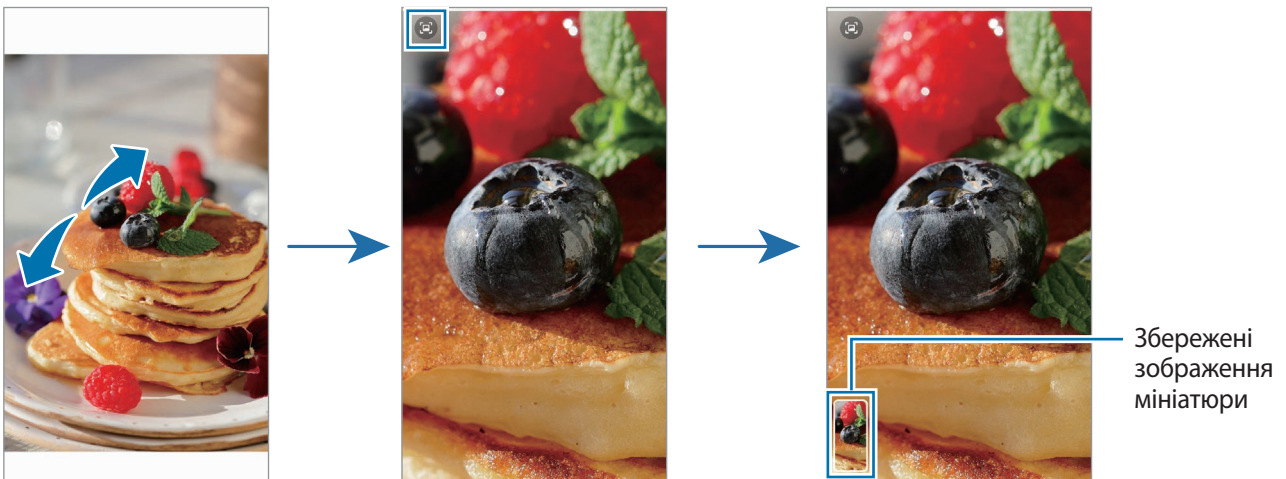 Збережені
зображення
мініатюри